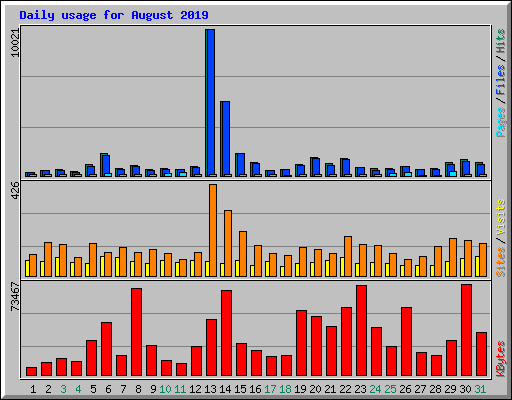 Daily usage for August 2019
10021
Pages/Files/Hits
426
Sites/Visits
73467
KBytes
1 2 3 4 5 6 7 8 9 10 11 12 13 14 15 16 17 18 19 20 21 22 23 24 25 26 27 28 29 30 31